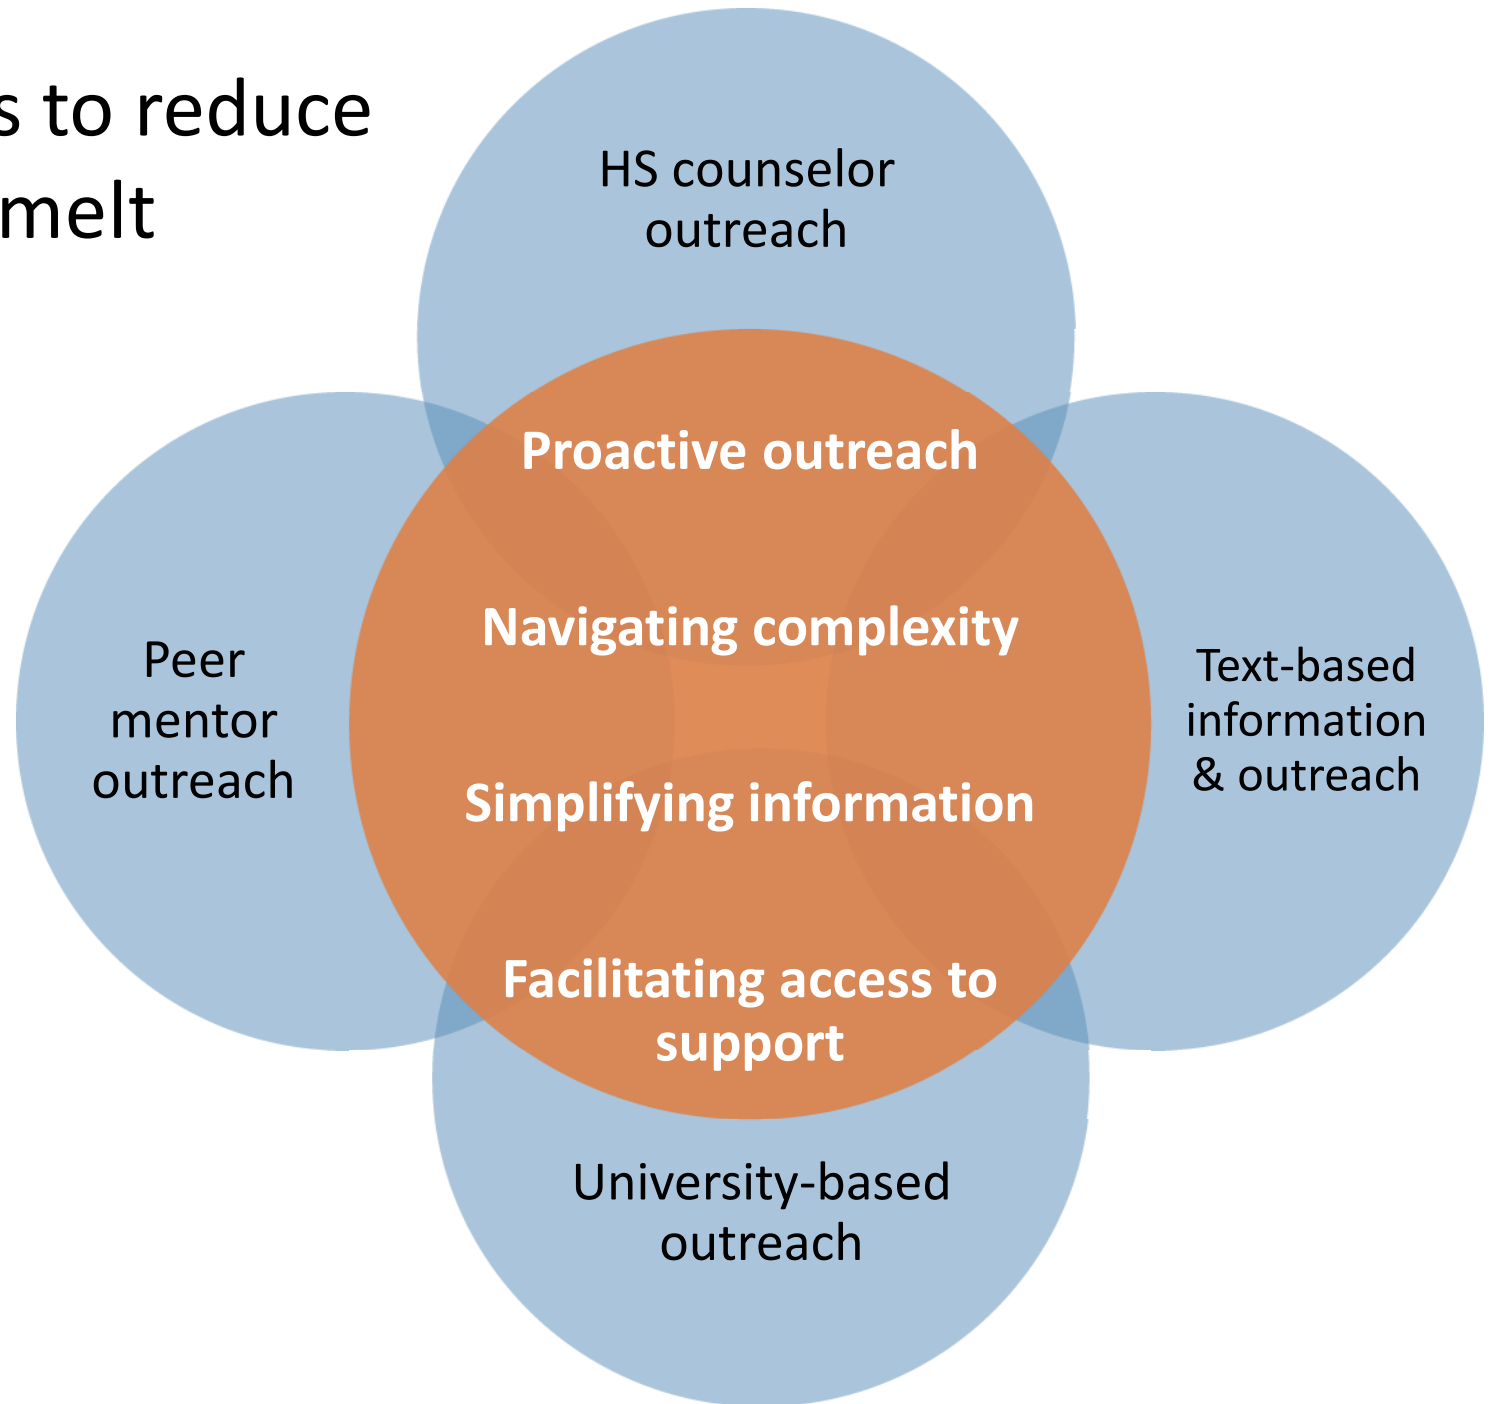 s to reduce
melt
HS counselor
outreach
Proactive outreach
Navigating complexity
Simplifying information
Facilitating access to
support
Peer
mentor
outreach
Text-based
information
& outreach
University-based
outreach